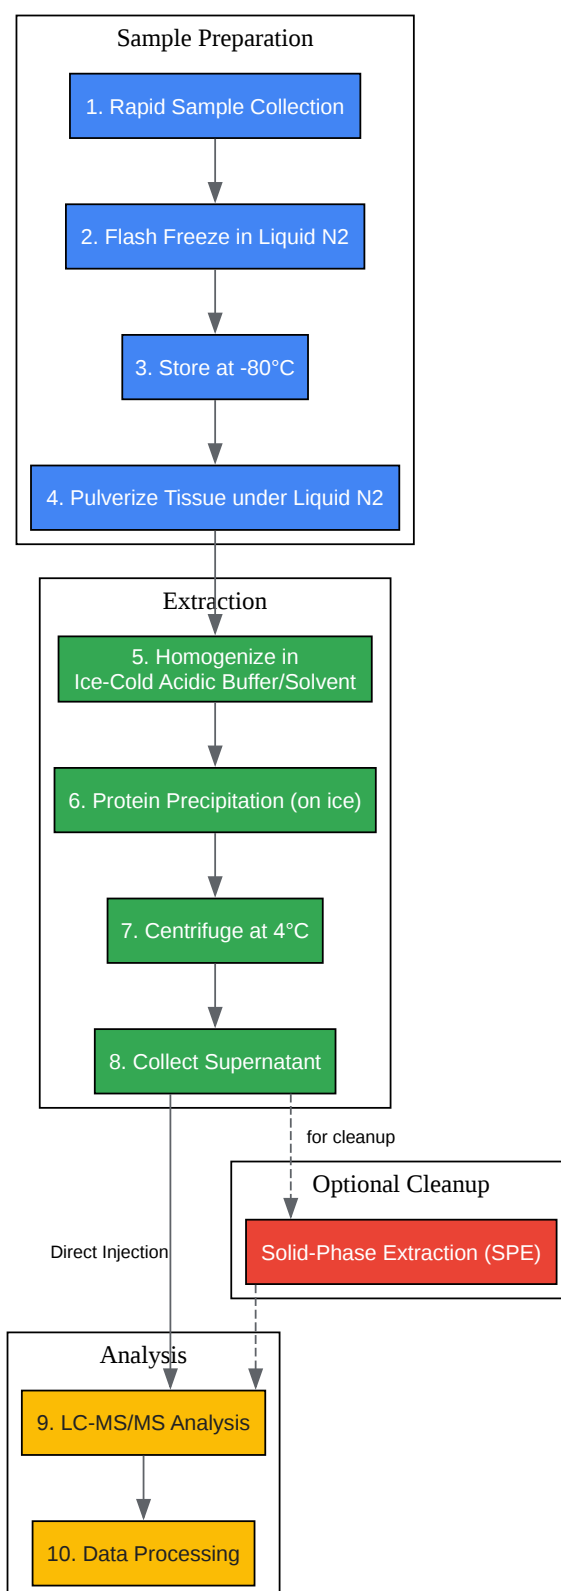 Sample Preparation
1. Rapid Sample Collection
2. Flash Freeze in Liquid N2
3. Store at -80°C
4. Pulverize Tissue under Liquid N2
Extraction
5. Homogenize in
Ice-Cold Acidic Buffer/Solvent
6. Protein Precipitation (on ice)
7. Centrifuge at 4°C
8. Collect Supernatant
for cleanup
Optional Cleanup
Solid-Phase Extraction (SPE)
Direct Injection
Analysis
9. LC-MS/MS Analysis
10. Data Processing